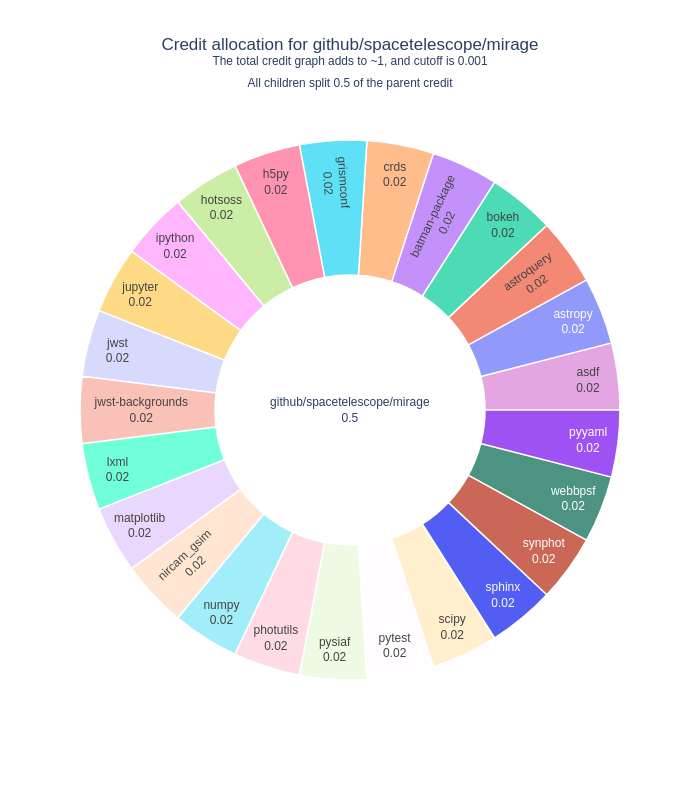 Credit allocation for github/spacetelescope/mirage
The total credit graph adds to ~1, and cutoff is 0.001
All children split 0.5 of the parent credit
github/spacetelescope/mirage
0.5
asdf
0.02
astropy
0.02
astroquery
0.02
bokeh
0.02
batman-package
0.02
crds
0.02
grismconf
0.02
h5py
0.02
hotsoss
0.02
ipython
0.02
jupyter
0.02
jwst
0.02
jwst-backgrounds
0.02
lxml
0.02
matplotlib
0.02
nircam_gsim
0.02
numpy
0.02
photutils
0.02
pysiaf
0.02
pytest
0.02
scipy
0.02
sphinx
0.02
synphot
0.02
webbpsf
0.02
pyyaml
0.02